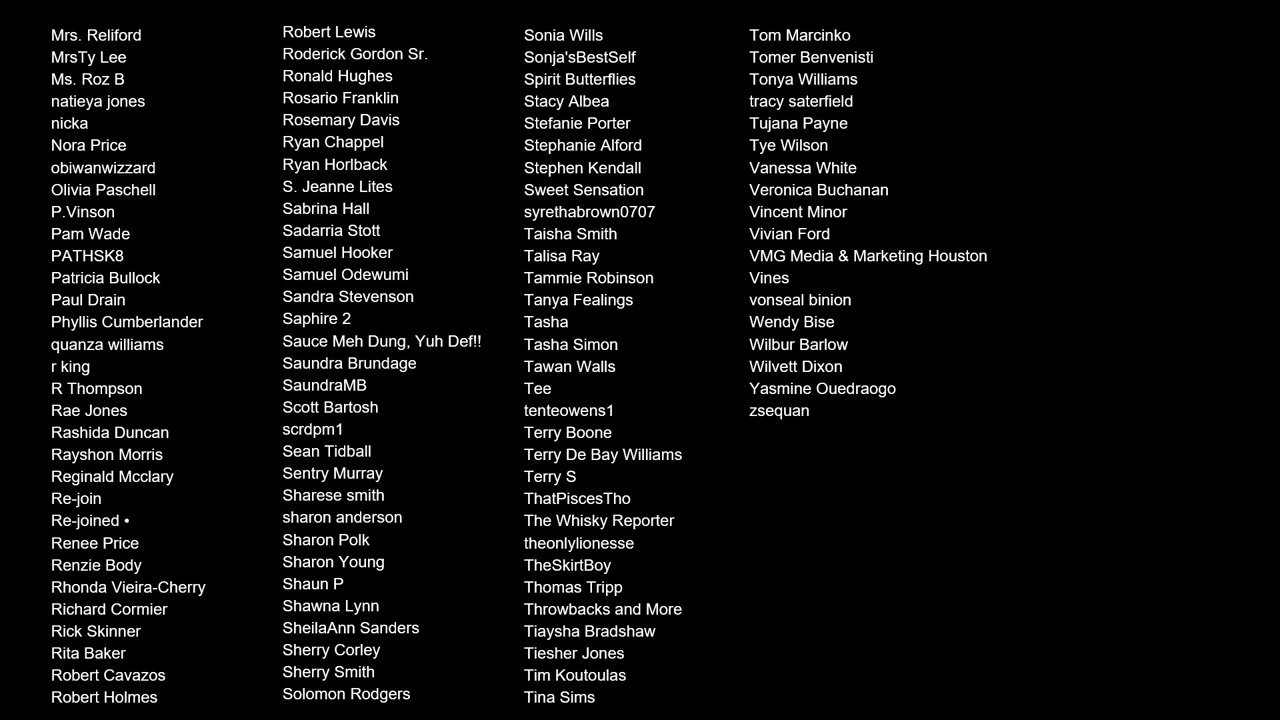 Mrs. Reliford
MrsTy Lee
Ms. Roz B
natieya jones
nicka
Nora Price
obiwanwizzard
Olivia Paschell
P.Vinson
Pam Wade
PATHSK8
Patricia Bullock
Paul Drain
Phyllis Cumberlander
quanza williams
r king
R Thompson
Rae Jones
Rashida Duncan
Rayshon Morris
Reginald Mcclary
Re-join
Re-joined •
Renee Price
Renzie Body
Rhonda Vieira-Cherry
Richard Cormier
Rick Skinner
Rita Baker
Robert Cavazos
Robert Holmes
Robert Lewis
Roderick Gordon Sr.
Ronald Hughes
Rosario Franklin
Rosemary Davis
Ryan Chappel
Ryan Horlback
S. Jeanne Lites
Sabrina Hall
Sadarria Stott
Samuel Hooker
Samuel Odewumi
Sandra Stevenson
Saphire 2
Sauce Meh Dung, Yuh Def!!
Saundra Brundage
SaundraMB
Scott Bartosh
scrdpm1
Sean Tidball
Sentry Murray
Sharese smith
sharon anderson
Sharon Polk
Sharon Young
Shaun P
Shawna Lynn
SheilaAnn Sanders
Sherry Corley
Sherry Smith
Solomon Rodgers
Sonia Wills
Sonja'sBestSelf
Spirit Butterflies
Stacy Albea
Stefanie Porter
Stephanie Alford
Stephen Kendall
Sweet Sensation
syrethabrown0707
Taisha Smith
Talisa Ray
Tammie Robinson
Tanya Fealings
Tasha
Tasha Simon
Tawan Walls
Tee
tenteowens1
Terry Boone
Terry De Bay Williams
Terry S
ThatPiscesTho
The Whisky Reporter
theonlylionesse
TheSkirtBoy
Thomas Tripp
Throwbacks and More
Tiaysha Bradshaw
Tiesher Jones
Tim Koutoulas
Tina Sims
Tom Marcinko
Tomer Benvenisti
Tonya Williams
tracy saterfield
Tujana Payne
Tye Wilson
Vanessa White
Veronica Buchanan
Vincent Minor
Vivian Ford
VMG Media & Marketing Houston
Vines
vonseal binion
Wendy Bise
Wilbur Barlow
Wilvett Dixon
Yasmine Ouedraogo
zsequan